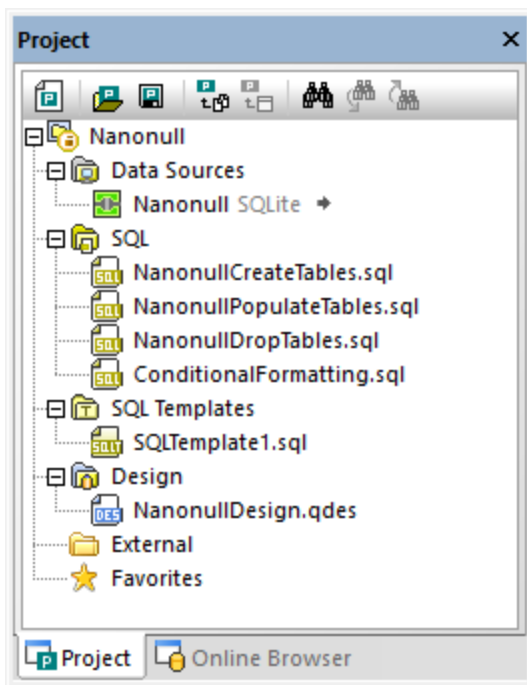 Project
Nanonull
Data Sources
Nanonull SQLite
SQL
NanonullCreateTables.sql
NanonullPopulateTables.sql
NanonullDropTables.sql
ConditionalFormatting.sql
SQL Templates
SQLTemplate1.sql
Design
NanonullDesign.qdes
External
Favorites
Project Online Browser